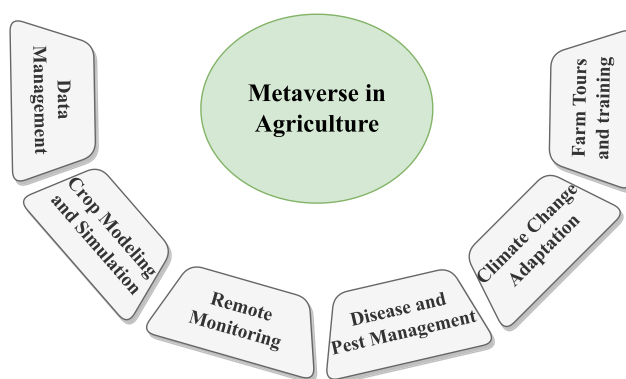 Metaverse in
Agriculture
Data
Management
Crop Modeling
and Simulation
Remote
Monitoring
Disease and
Pest Management
Climate Change
Adaptation
Farm Tours
and training